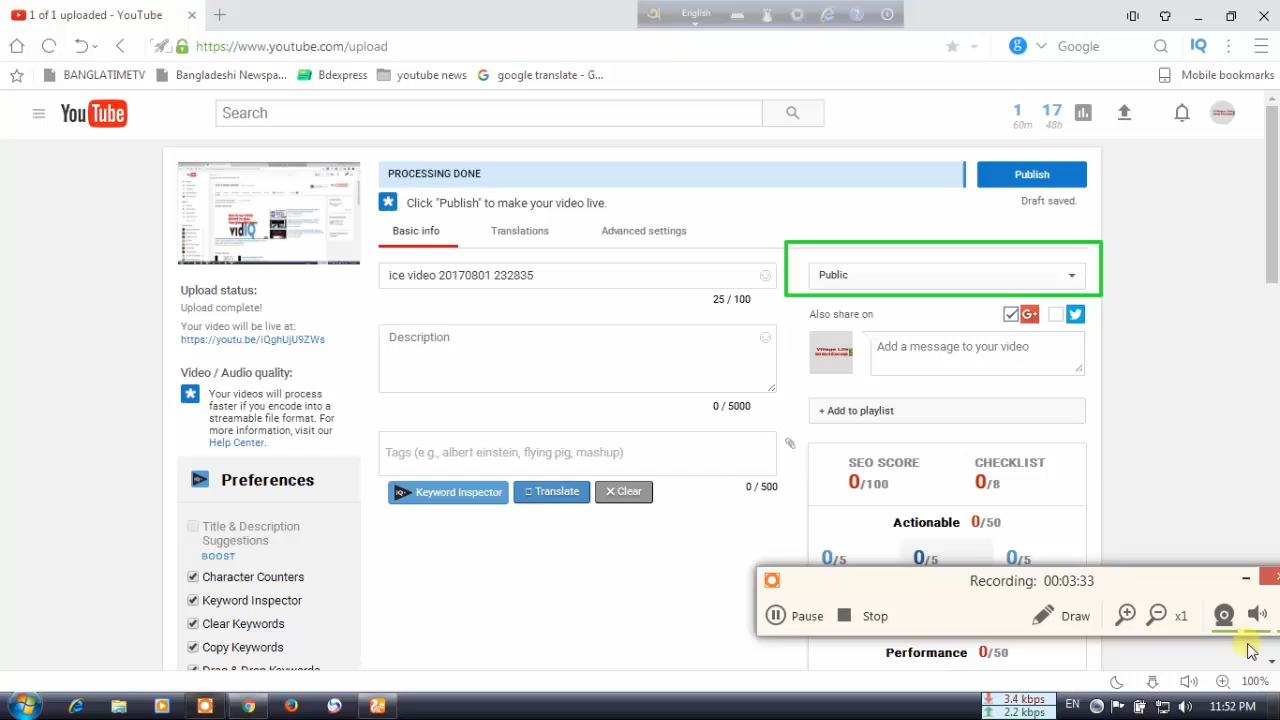 1 of 1 uploaded
English
https://www.youtube.com/upload
Google
IQ
BANGLATIMETV
Bangladeshi Newspa...
Bdexpress
youtube news
google translate - G...
Mobile bookmarks
YouTube
Search
1
60m
17
48h
PROCESSING DONE
Publish
Click "Publish" to make your video live.
Draft saved.
Basic info
Translations
Advanced settings
ice video 20170801 232835
25 / 100
Public
Upload status:
Upload complete!
Your video will be live at:
https://youtu.be/iQghUjU9ZWs
Also share on
Description
Add a message to your video
0 / 5000
Video / Audio quality:
Your videos will process
faster if you encode into a
streamable file format. For
more information, visit our
Help Center.
+ Add to playlist
Tags (e.g., albert einstein, flying pig, mashup)
0 / 500
Keyword Inspector
Translate
Clear
SEO SCORE
0/100
CHECKLIST
0/8
Actionable 0/50
0/5
0/5
0/5
Preferences
Title & Description
Suggestions
BOOST
Character Counters
Keyword Inspector
Clear Keywords
Copy Keywords
Drag & Drop Keywords
Recording: 00:03:33
Pause
Stop
Draw
x1
Performance 0/50
100%
3.4 kbps
2.2 kbps
EN
11:52 PM